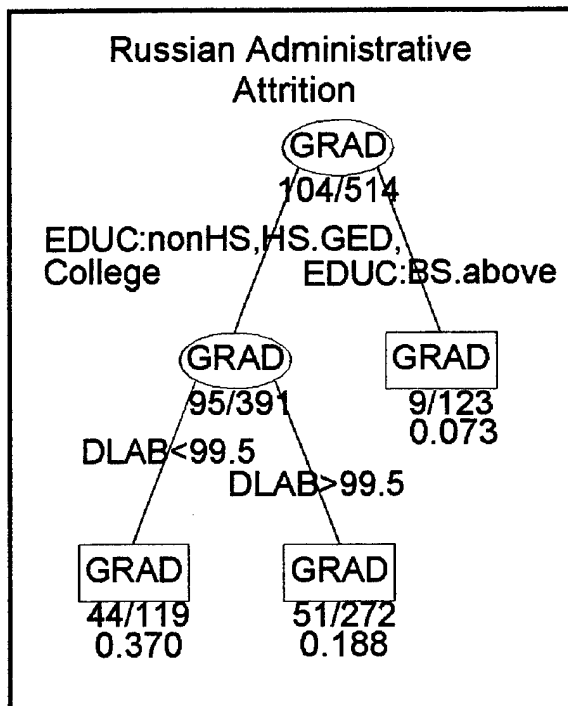 Russian Administrative
Attrition
GRAD
104/514
EDUC:nonHS,HS.GED,
College
EDUC:BS.above
GRAD
95/391
GRAD
9/123
0.073
DLAB<99.5
DLAB>99.5
GRAD
44/119
0.370
GRAD
51/272
0.188